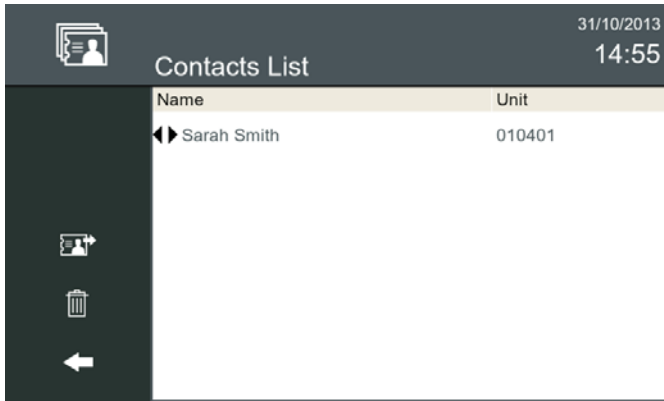 31/10/2013
14:55
Contacts List
Name Unit
Sarah Smith 010401